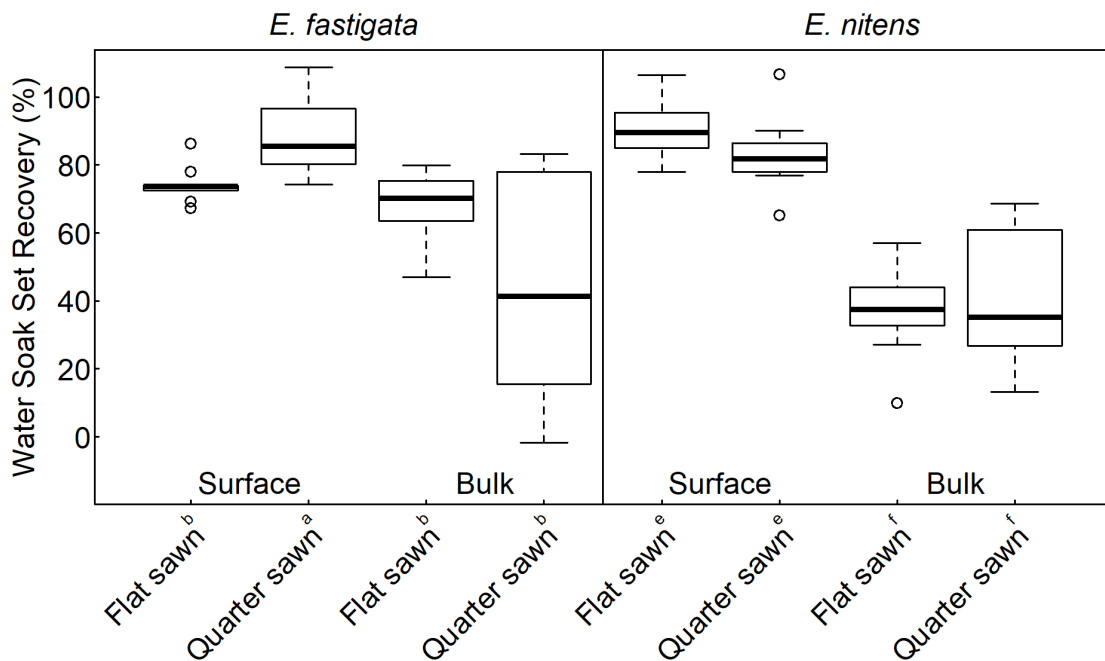 E. fastigata
E. nitens
Water Soak Set Recovery (%)
100
80
60
40
20
0
Surface
Bulk
Surface
Bulk
Flat sawn b
Quarter sawn a
Flat sawn b
Quarter sawn b
Flat sawn e
Quarter sawn e
Flat sawn f
Quarter sawn f